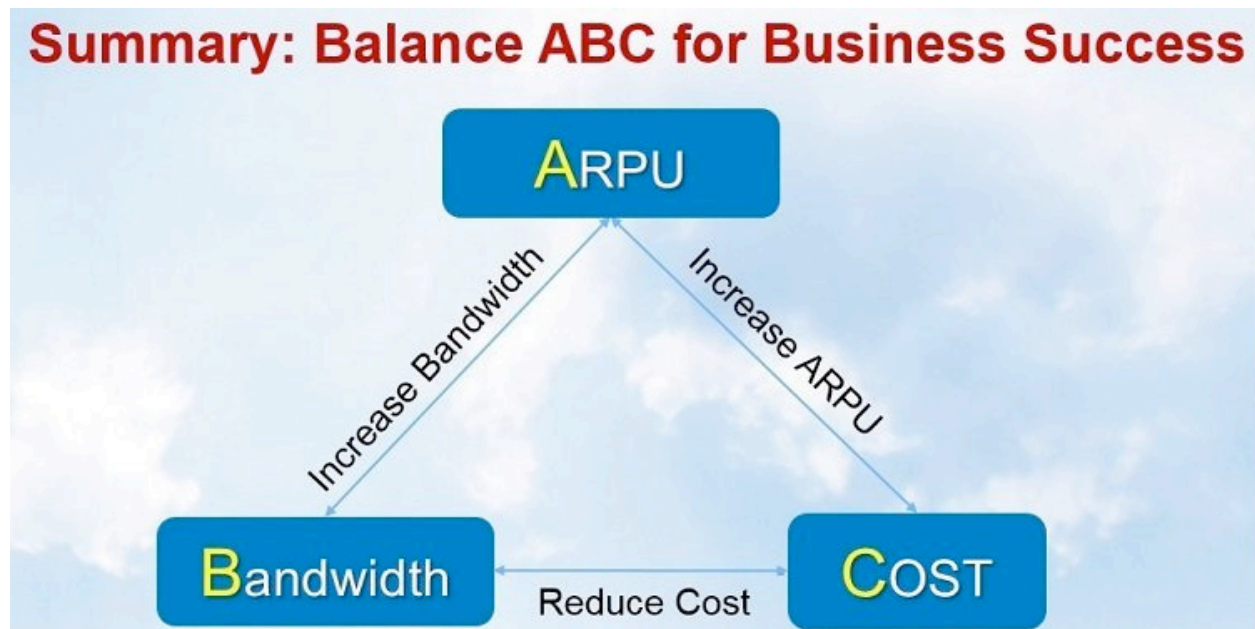 Summary: Balance ABC for Business Success
ARPU
Increase Bandwidth
Increase ARPU
Bandwidth
COST
Reduce Cost